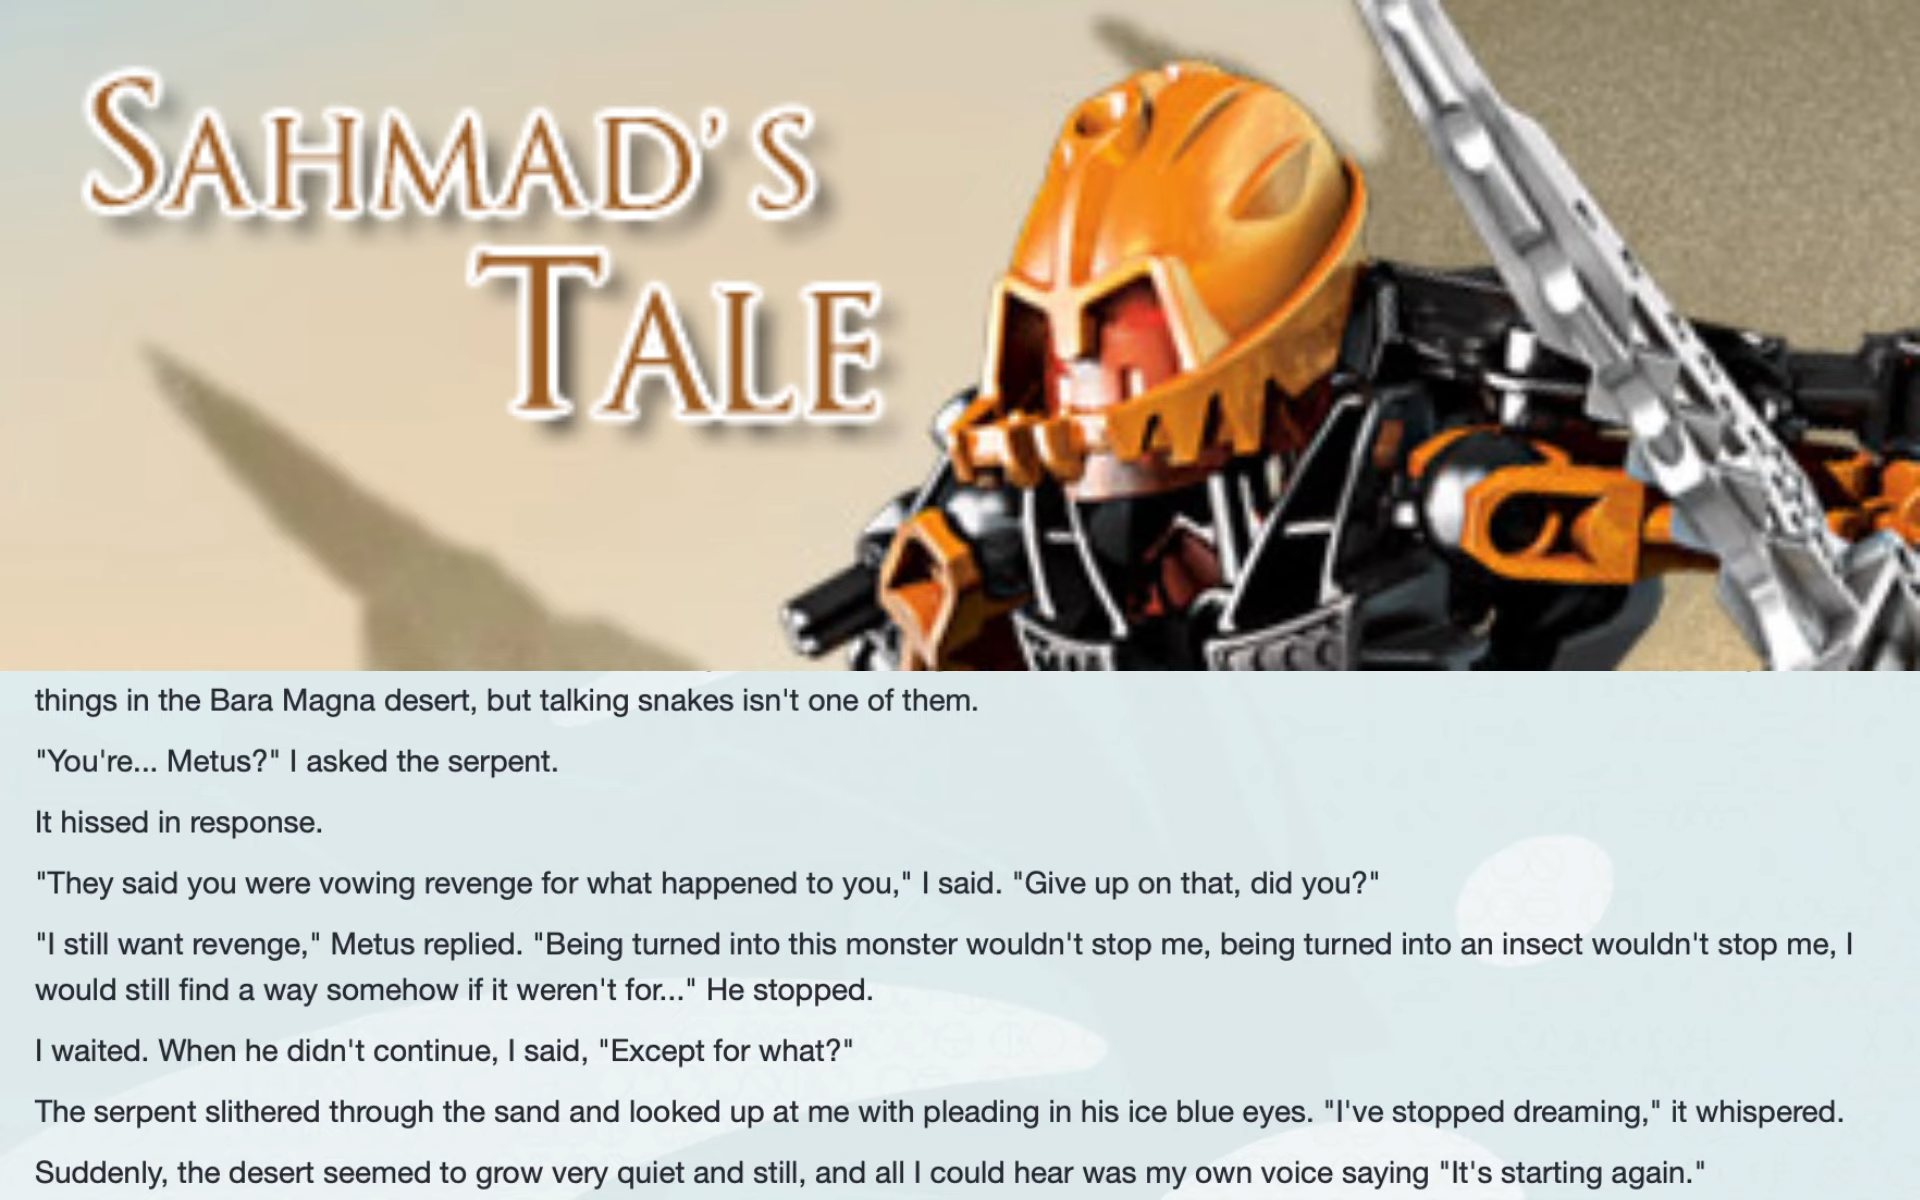 SAHMAD'S
TALE
things in the Bara Magna desert, but talking snakes isn't one of them.
"You're... Metus?" I asked the serpent.
It hissed in response.
"They said you were vowing revenge for what happened to you," I said. "Give up on that, did you?"
"I still want revenge," Metus replied. "Being turned into this monster wouldn't stop me, being turned into an insect wouldn't stop me, I
would still find a way somehow if it weren't for..." He stopped.
I waited. When he didn't continue, I said, "Except for what?"
The serpent slithered through the sand and looked up at me with pleading in his ice blue eyes. "I've stopped dreaming," it whispered.
Suddenly, the desert seemed to grow very quiet and still, and all I could hear was my own voice saying "It's starting again."